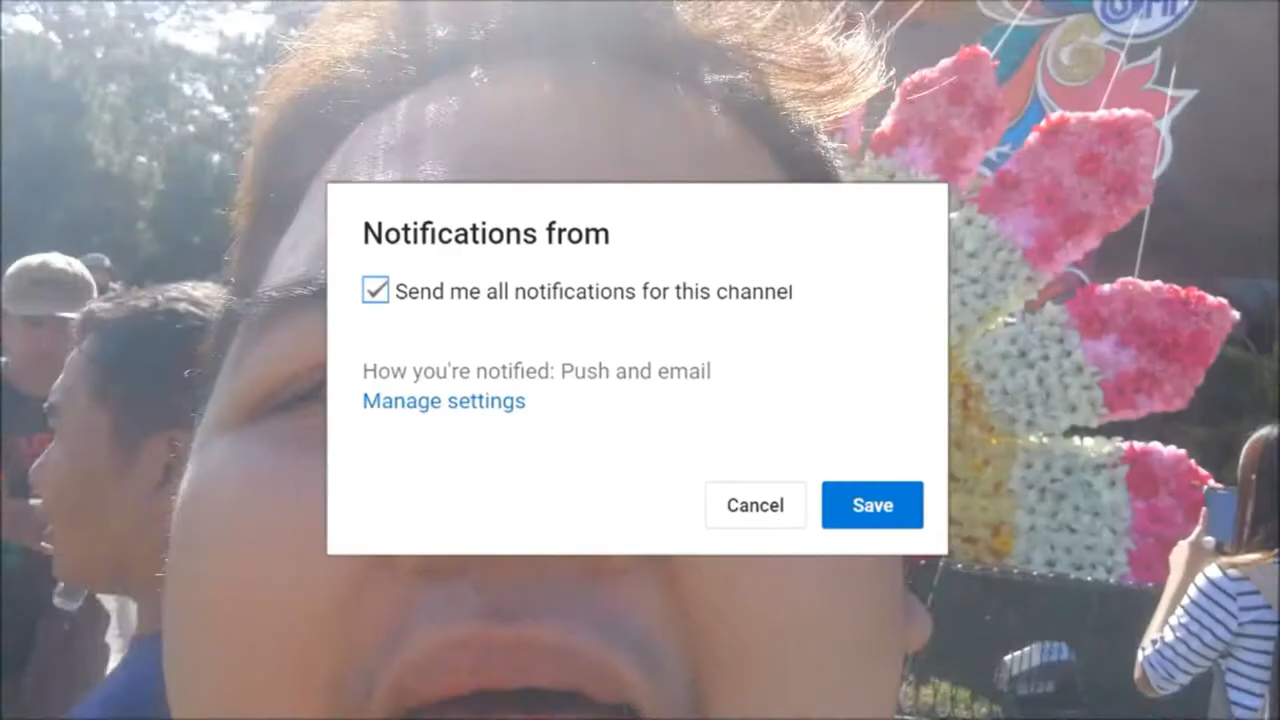 Notifications from
Send me all notifications for this channel
How you're notified: Push and email
Manage settings
Cancel
Save